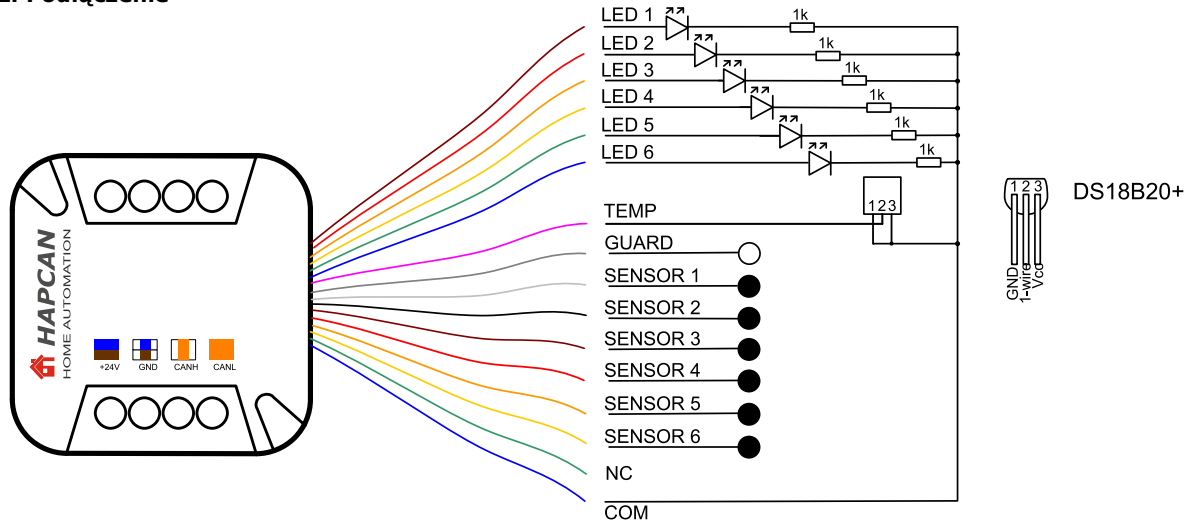 Podłączenie
LED 1
1k
LED 2
1k
LED 3
1k
LED 4
1k
LED 5
1k
LED 6
1k
TEMP
1 2 3
GUARD
SENSOR 1
SENSOR 2
SENSOR 3
SENSOR 4
SENSOR 5
SENSOR 6
NC
COM
HAPCAN
HOME AUTOMATION
+24V GND CANH CANL
1 2 3
DS18B20+
GND
1-wire
Vcc